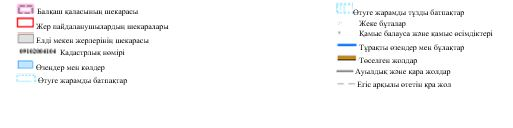 Балқаш қаласының шекарасы
Жер пайдаланушылардың шекаралары
Елді мекен жерлерінің шекарасы
09102004104 Кадастрлық нөмірі
Өзендер мен көлдер
Өтуге жарамды батпақтар
Өтуге жарамды тұзды батпақтар
Жеке бұталар
Қамыс балауса және қамыс өсімдіктері
Тұрақты өзендер мен бұлақтар
Төселген жолдар
Ауылдық және қара жолдар
Егіс арқылы өтетін қра жол